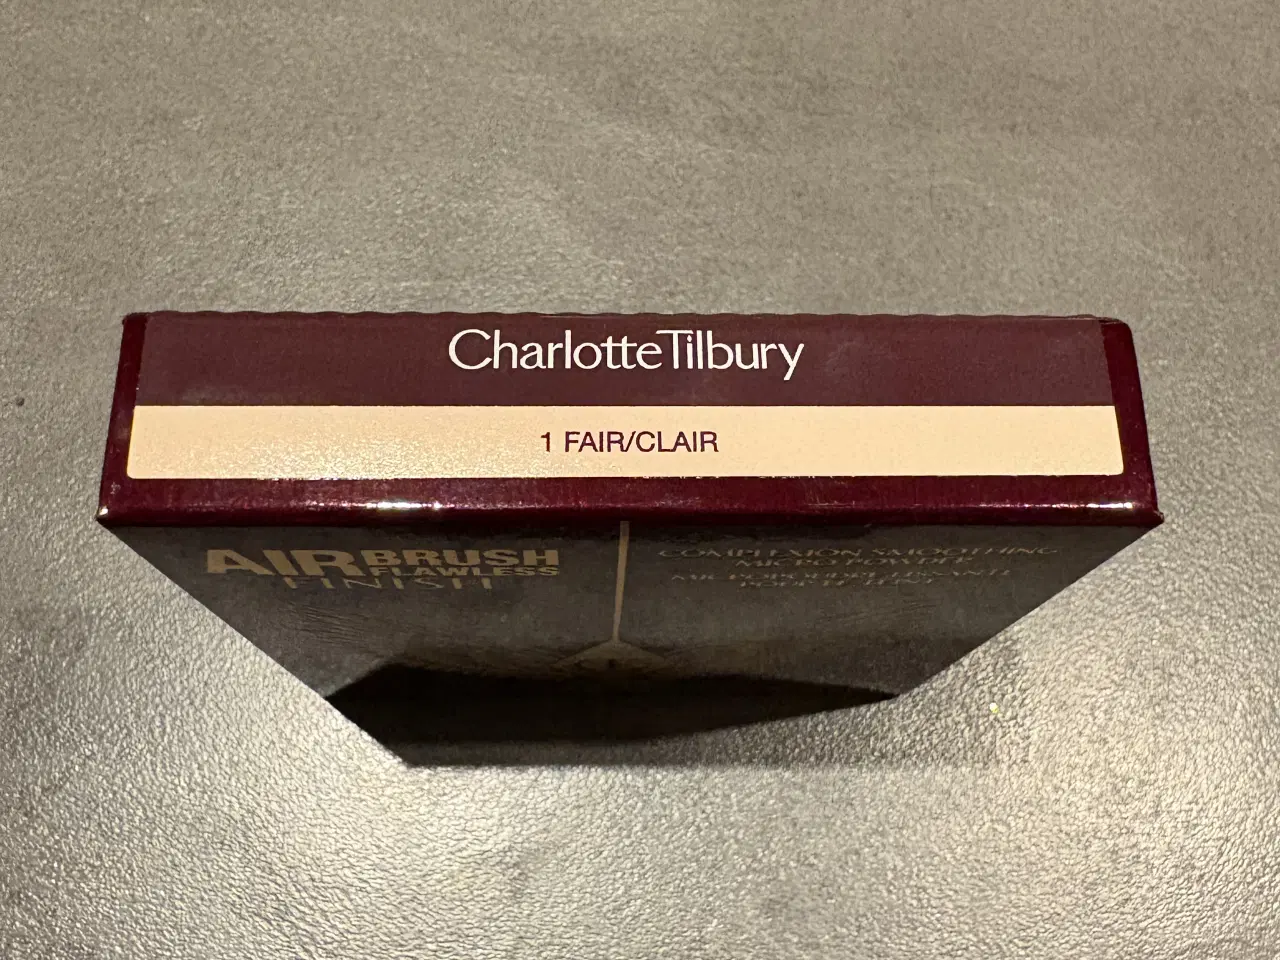 CharlotteTilbury
1 FAIR/CLAIR
AIRBRUSH
FLAWLESS
FINISH
COMPLEXION SMOOTHING
MICRO POWDER